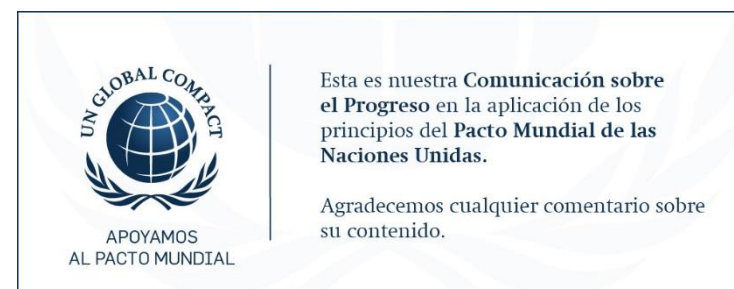 UN GLOBAL COMPACT
APOYAMOS
AL PACTO MUNDIAL
Esta es nuestra Comunicación sobre
el Progreso en la aplicación de los
principios del Pacto Mundial de las
Naciones Unidas.
Agradecemos cualquier comentario sobre
su contenido.